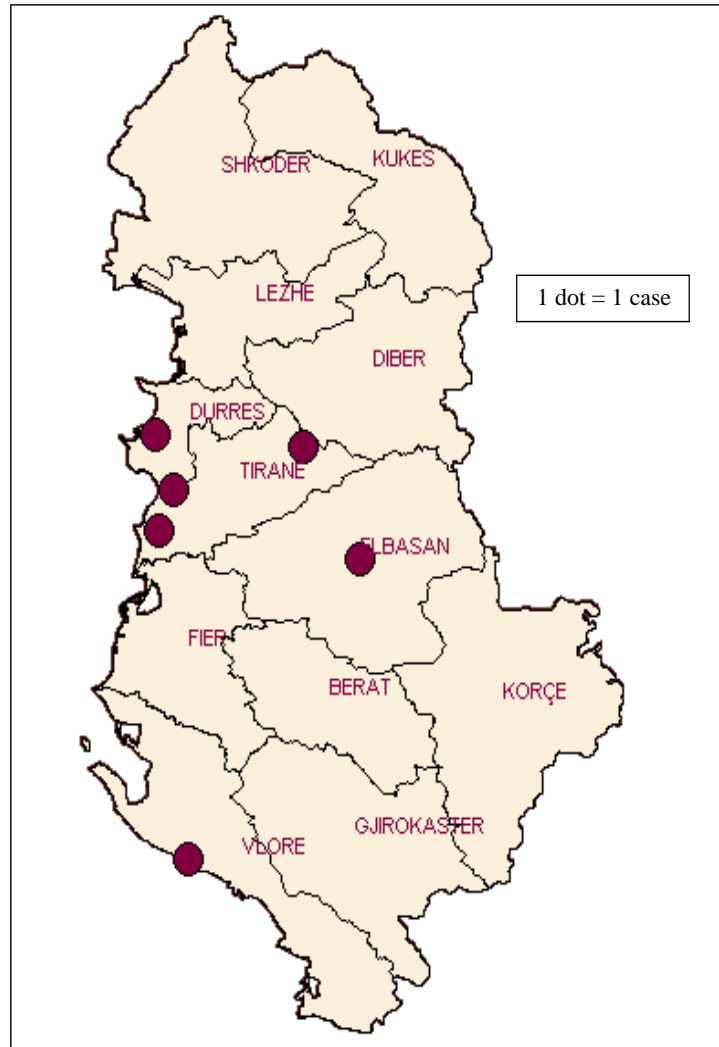 SHKODER
KUKES
LEZHE
1 dot = 1 case
DIBER
DURRES
TIRANE
ELBASAN
FIER
BERAT
KORÇE
GJIROKASTER
VLORE